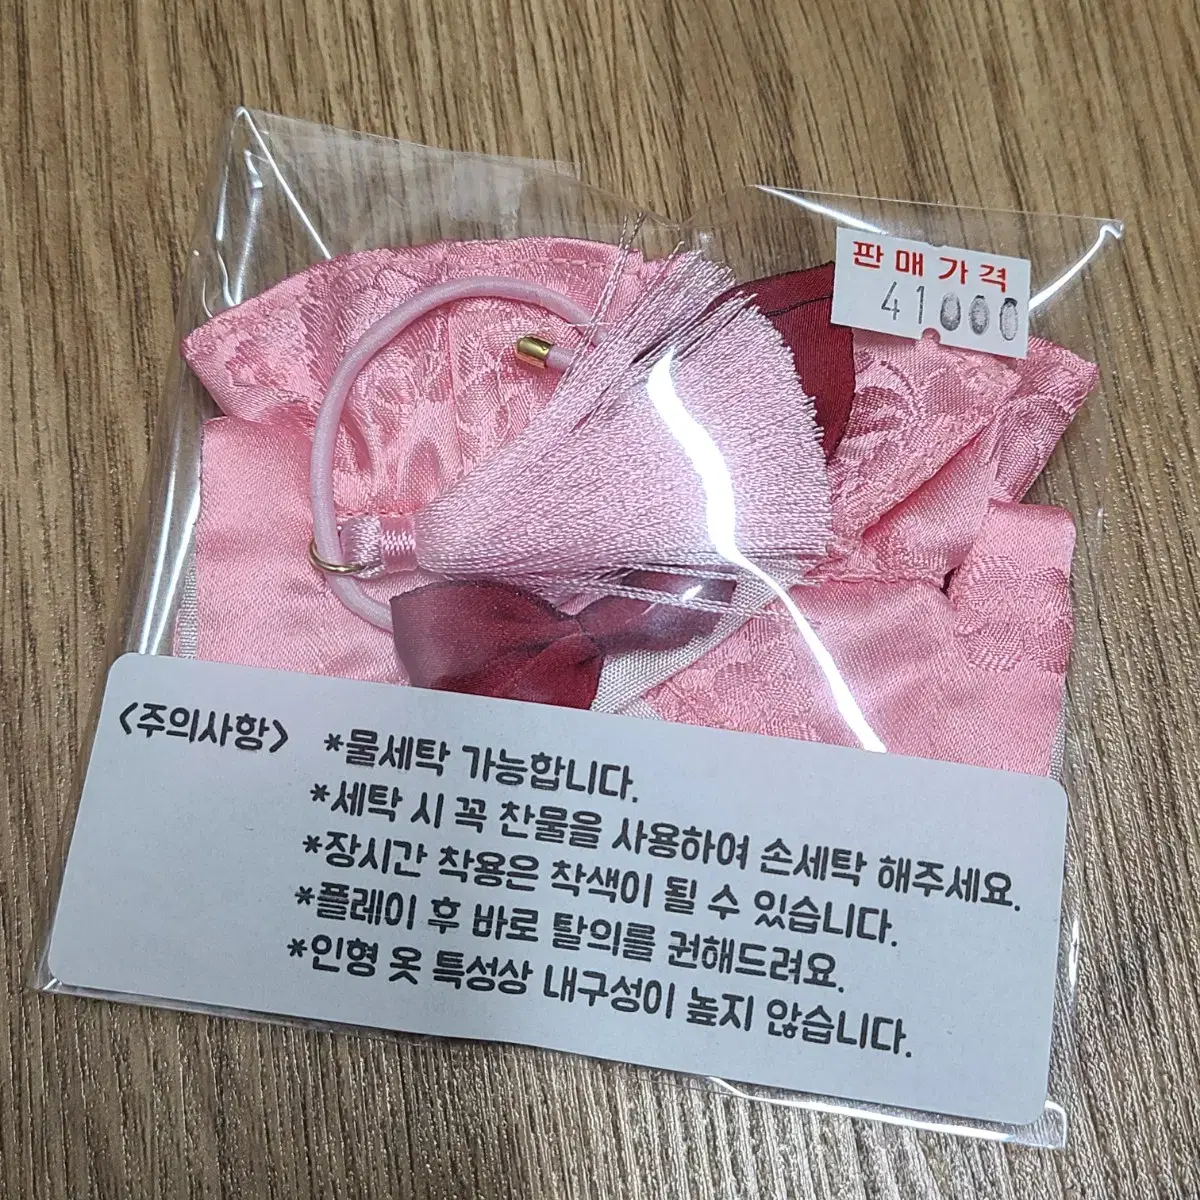 판매가격
41000
<주의사항> *물세탁 가능합니다.
*세탁 시 꼭 찬물을 사용하여 손세탁 해주세요.
*장시간 착용은 착색이 될 수 있습니다.
*플레이 후 바로 탈의를 권해드려요.
*인형 옷 특성상 내구성이 높지 않습니다.